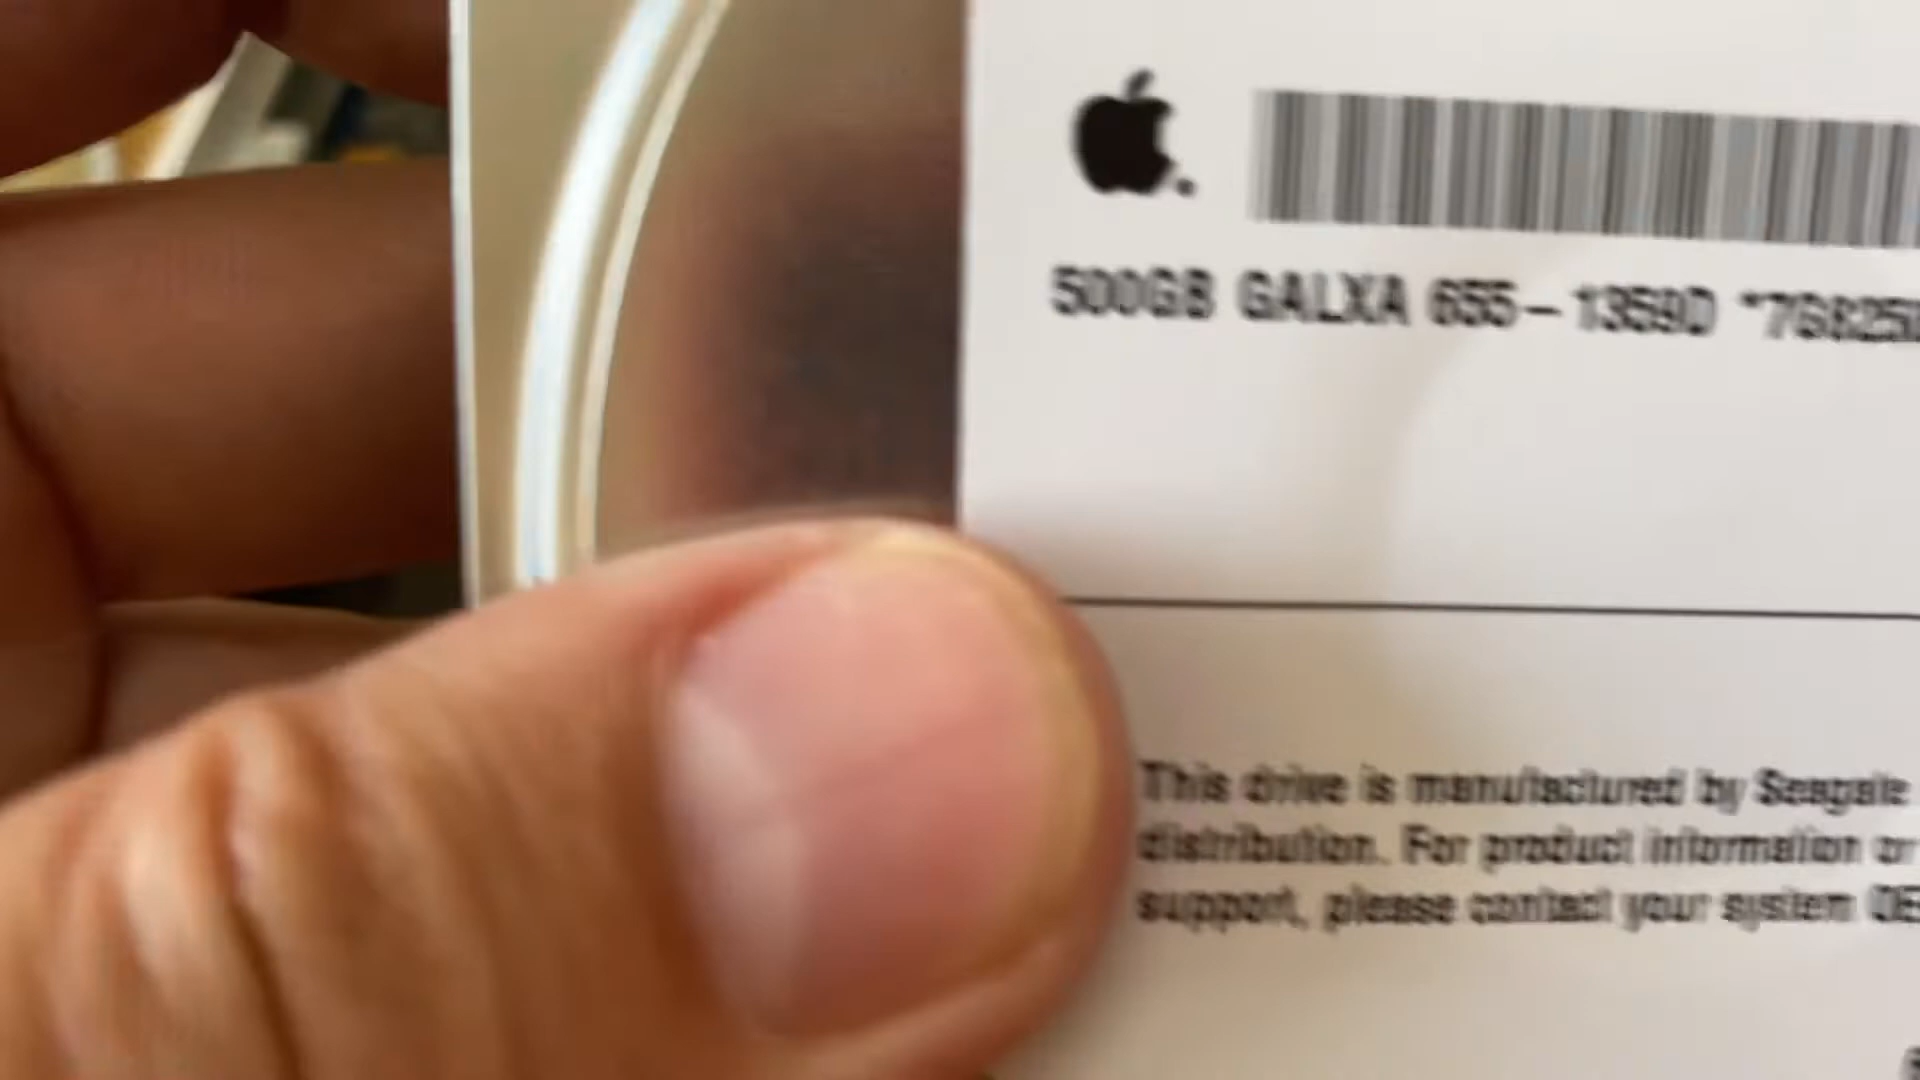 500GB GALXA 655-1359D
This drive is manufactured by Seagate
distribution. For product information or
support, please contact your system